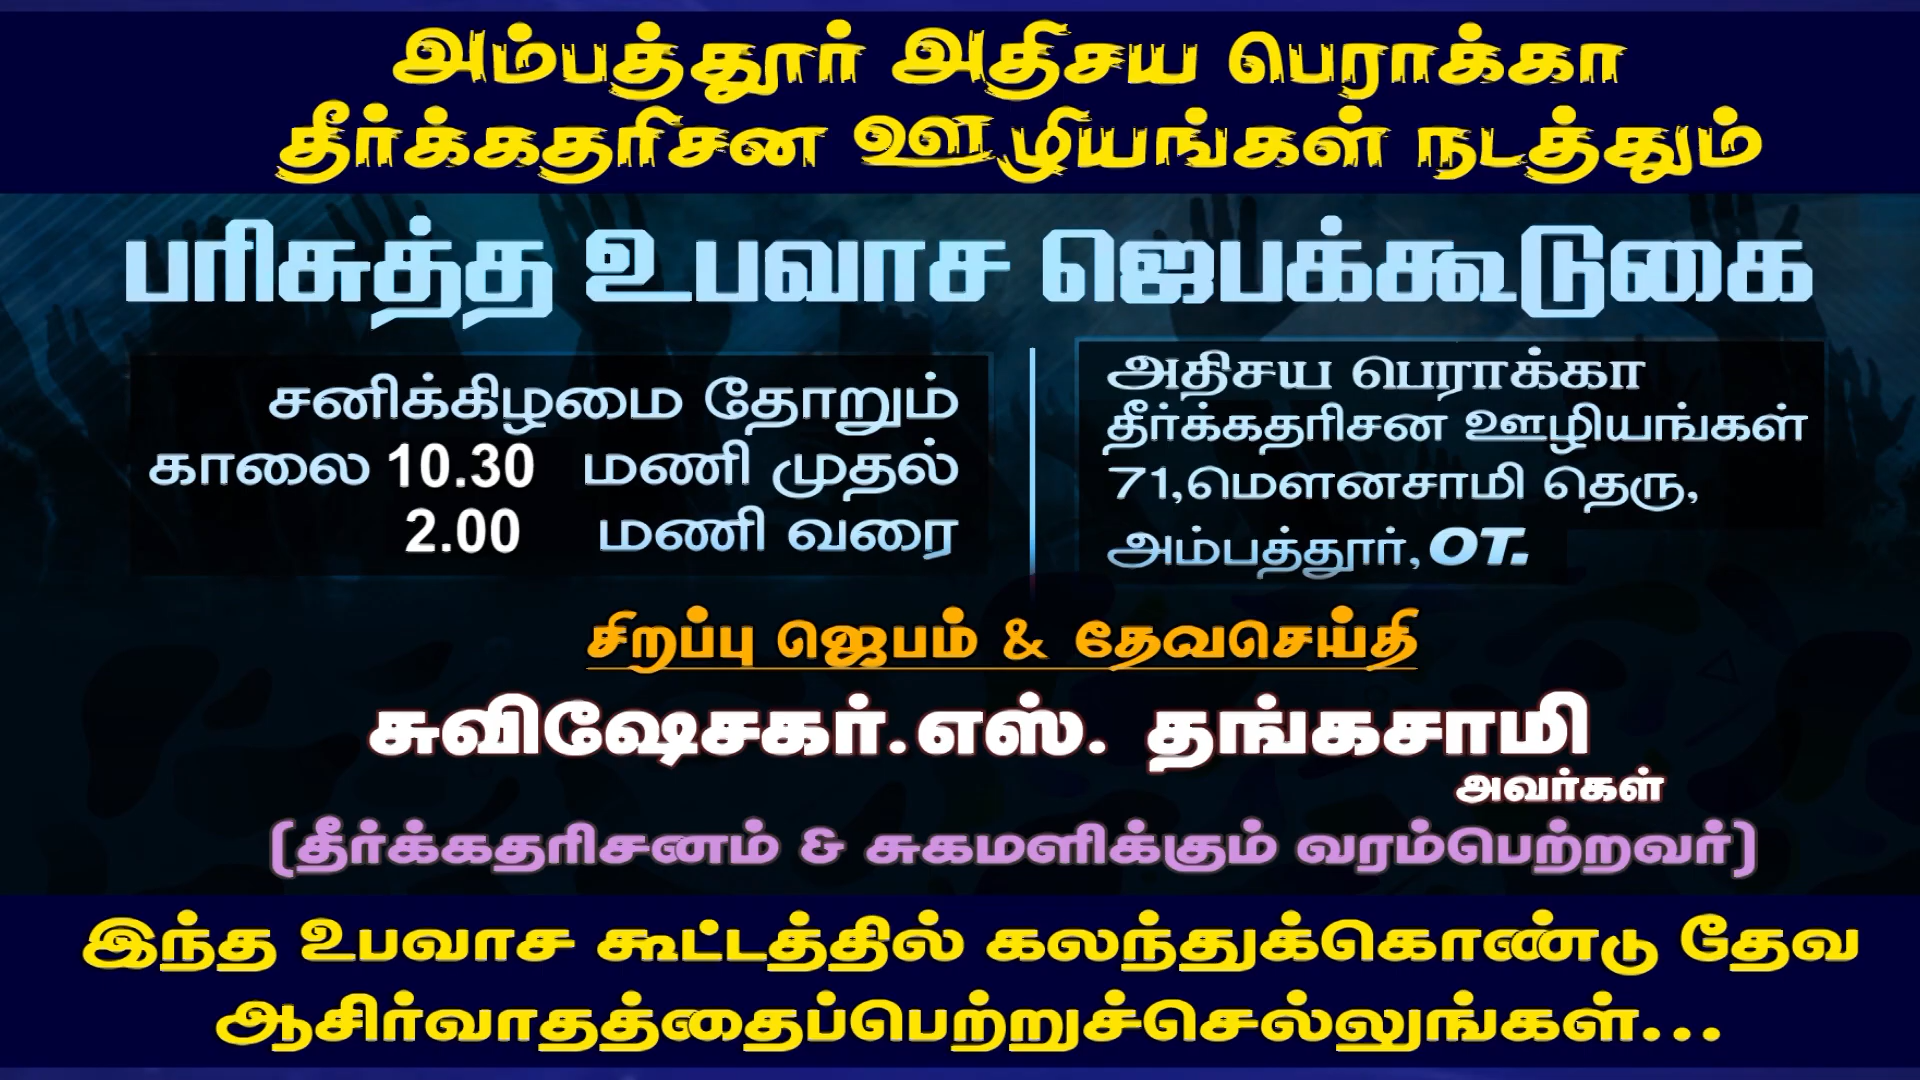 அம்பத்தூர் அதிசய பெராக்கா
தீர்க்கதரிசன ஊழியங்கள் நடத்தும்
பரிசுத்த உபவாச ஜெபக்கூடுகை
சனிக்கிழமை தோறும்
காலை 10.30 மணி முதல்
2.00 மணி வரை
அதிசய பெராக்கா
தீர்க்கதரிசன ஊழியங்கள்
71,மௌனசாமி தெரு,
அம்பத்தூர்,OT.
சிறப்பு ஜெபம் & தேவசெய்தி
சுவிஷேசகர்.எஸ். தங்கசாமி
அவர்கள்
(தீர்க்கதரிசனம் & சுகமளிக்கும் வரம்பெற்றவர்)
இந்த உபவாச கூட்டத்தில் கலந்துக்கொண்டு தேவ
ஆசிர்வாதத்தைப்பெற்றுச்செல்லுங்கள்...